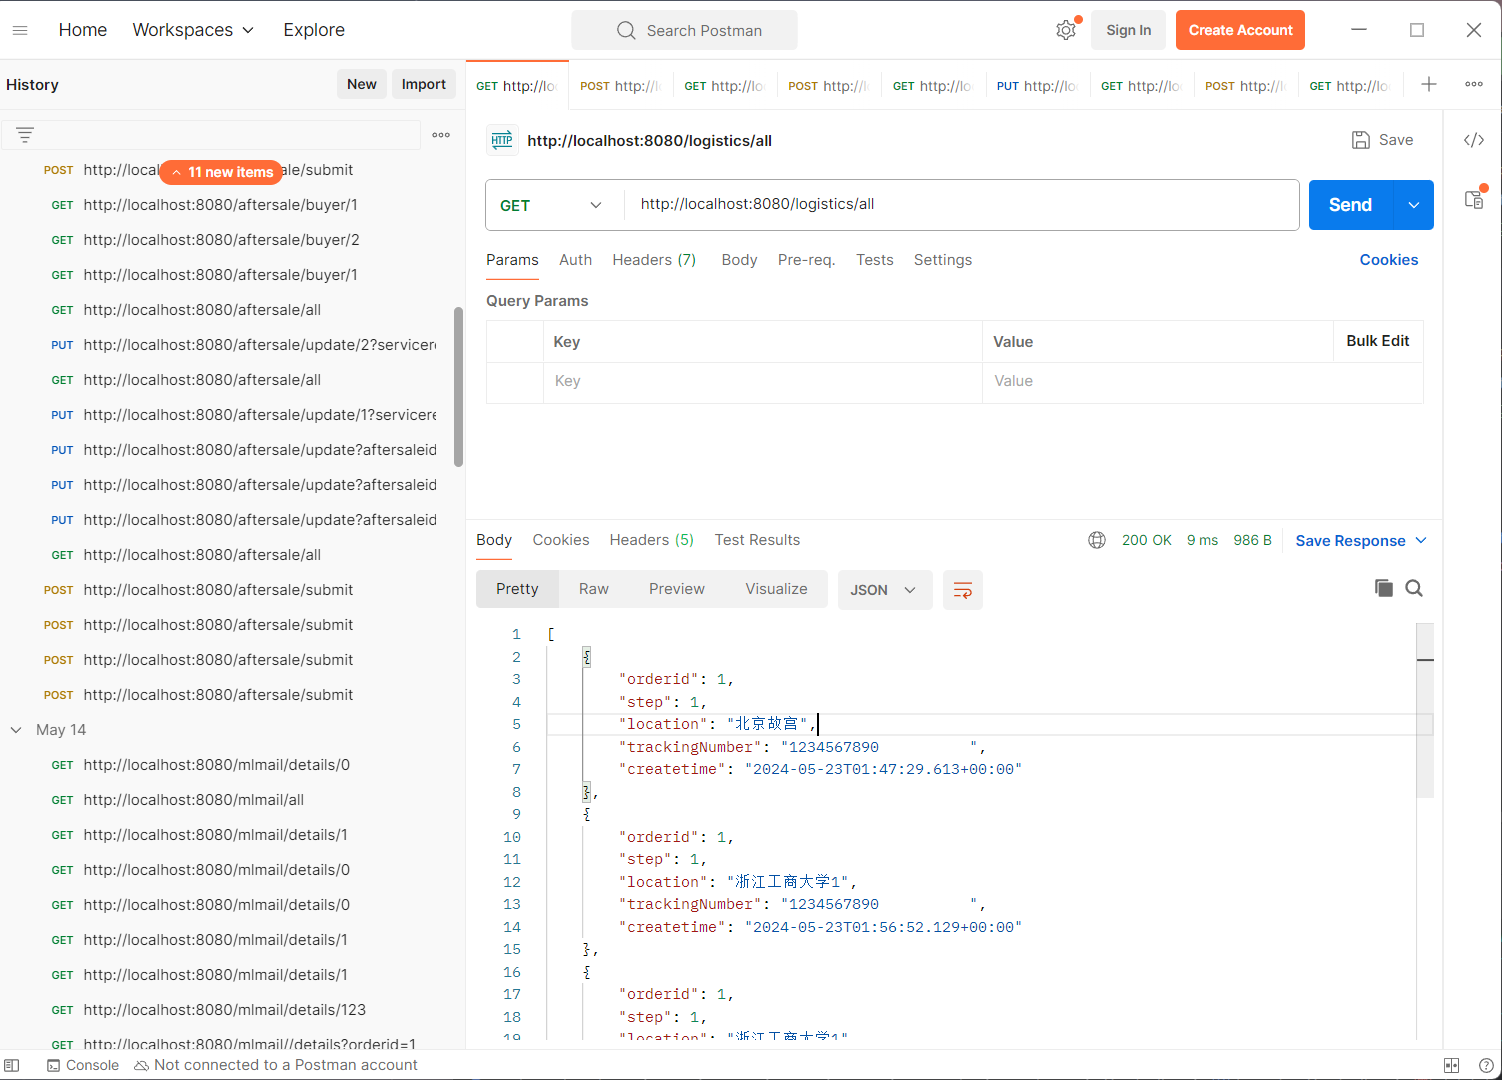 Home Workspaces Explore Search Postman Sign In Create Account
History New Import
GET http://loc POST http://l GET http://lo POST http://l GET http://lo PUT http://lo GET http://lo POST http://l GET http://lo
HTTP http://localhost:8080/logistics/all Save
GET http://localhost:8080/logistics/all Send
Params Auth Headers (7) Body Pre-req. Tests Settings Cookies
Query Params
Key Value Bulk Edit
Key Value
11 new items
POST http://local ale/submit
GET http://localhost:8080/aftersale/buyer/1
GET http://localhost:8080/aftersale/buyer/2
GET http://localhost:8080/aftersale/buyer/1
GET http://localhost:8080/aftersale/all
PUT http://localhost:8080/aftersale/update/2?servicere
GET http://localhost:8080/aftersale/all
PUT http://localhost:8080/aftersale/update/1?servicere
PUT http://localhost:8080/aftersale/update?aftersaleid
PUT http://localhost:8080/aftersale/update?aftersaleid
PUT http://localhost:8080/aftersale/update?aftersaleid
GET http://localhost:8080/aftersale/all
POST http://localhost:8080/aftersale/submit
POST http://localhost:8080/aftersale/submit
POST http://localhost:8080/aftersale/submit
POST http://localhost:8080/aftersale/submit
May 14
GET http://localhost:8080/mlmail/details/0
GET http://localhost:8080/mlmail/all
GET http://localhost:8080/mlmail/details/1
GET http://localhost:8080/mlmail/details/0
GET http://localhost:8080/mlmail/details/0
GET http://localhost:8080/mlmail/details/1
GET http://localhost:8080/mlmail/details/1
GET http://localhost:8080/mlmail/details/123
GET http://localhost:8080/mlmail//details?orderid=1
Body Cookies Headers (5) Test Results 200 OK 9 ms 986 B Save Response
Pretty Raw Preview Visualize JSON
1 [
2 {
3 "orderid": 1,
4 "step": 1,
5 "location": "北京故宫",
6 "trackingNumber": "1234567890          ",
7 "createtime": "2024-05-23T01:47:29.613+00:00"
8 },
9 {
10 "orderid": 1,
11 "step": 1,
12 "location": "浙江工商大学1",
13 "trackingNumber": "1234567890          ",
14 "createtime": "2024-05-23T01:56:52.129+00:00"
15 },
16 {
17 "orderid": 1,
18 "step": 1,
19 "location": "浙江工商大学1"
Console Not connected to a Postman account